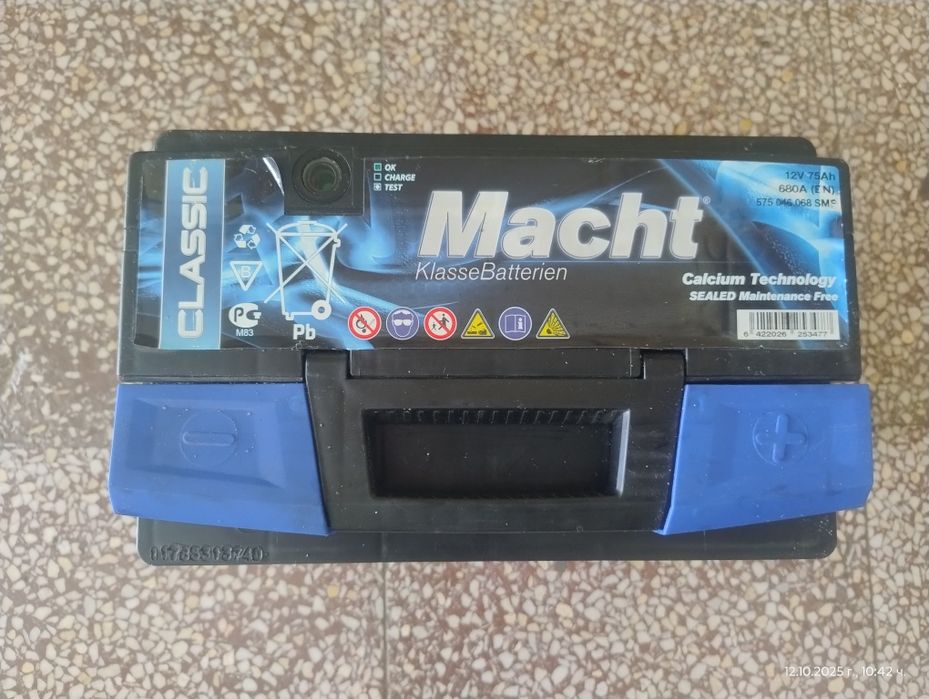 CLASSIC
OK
CHARGE
TEST
Macht
KlasseBatterien
12V 75Ah
680A (EN)
575 046 068 SMF
Calcium Technology
SEALED Maintenance Free
B
M83
Pb
6 422026 253477
12.10.2025 г., 10:42 ч.